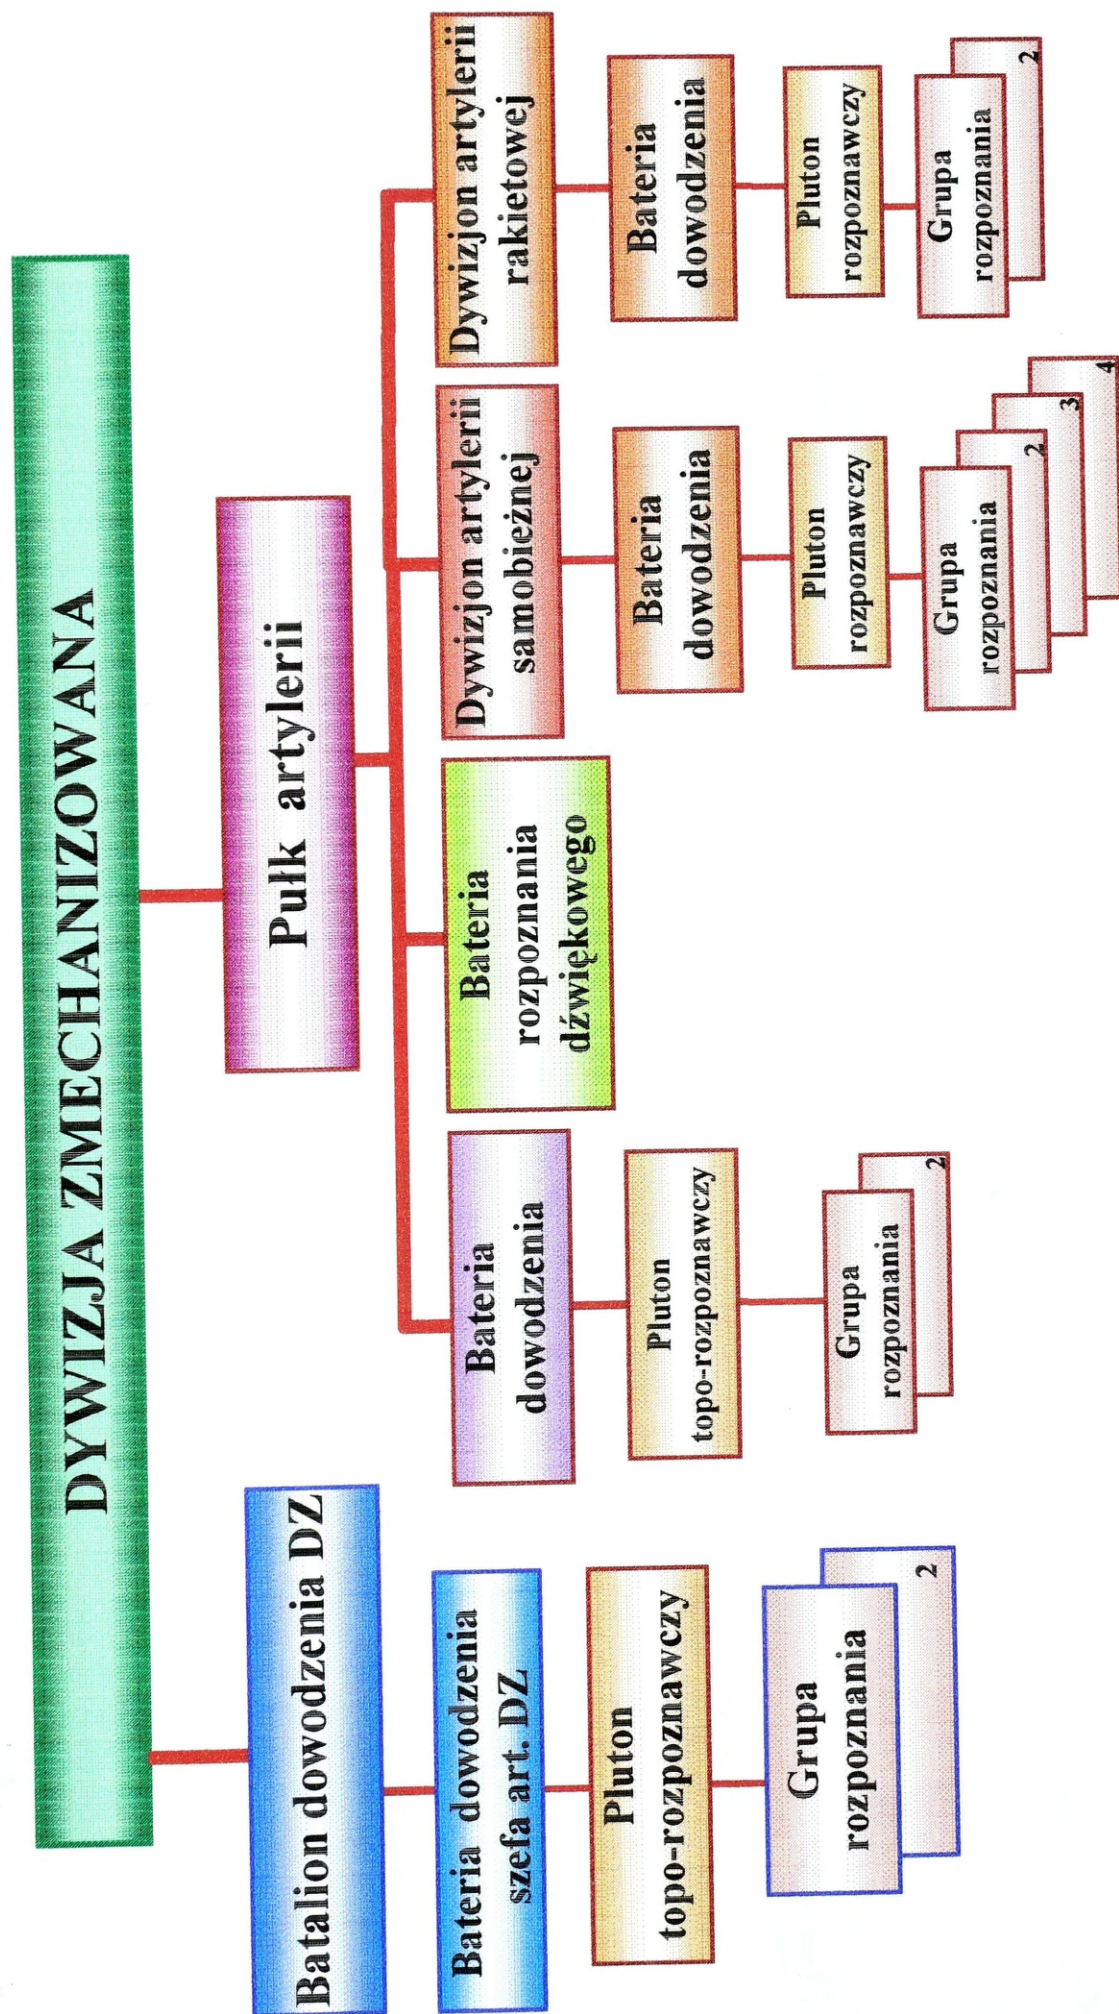 DYWIZJA ZMECHANIZOWANA
Batalion dowodzenia DZ
Pułk artylerii
Bateria dowodzenia
szefa art. DZ
Bateria
dowodzenia
Bateria
rozpoznania
dźwiękowego
Dywizjon artylerii
samobieżnej
Dywizjon artylerii
rakietowej
Pluton
topo-rozpoznawczy
Pluton
topo-rozpoznawczy
Bateria
dowodzenia
Bateria
dowodzenia
Grupa
rozpoznania
2
Grupa
rozpoznania
2
Pluton
rozpoznawczy
Pluton
rozpoznawczy
Grupa
rozpoznania
2
3
4
Grupa
rozpoznania
2